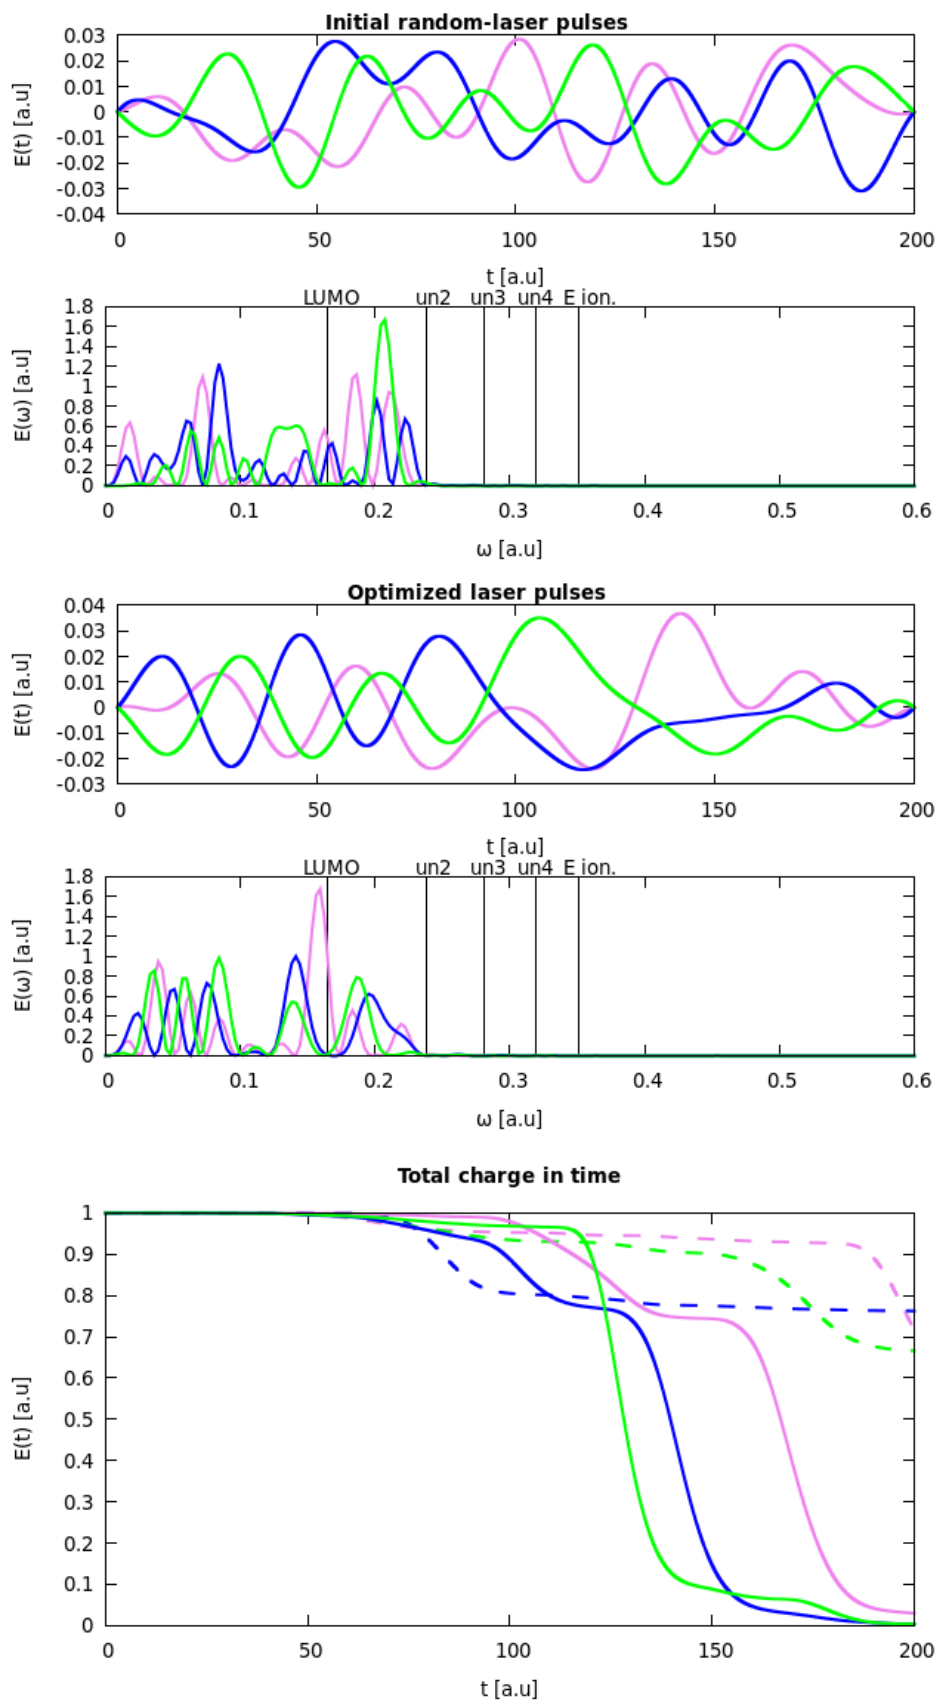 Initial random-laser pulses
0.03
0.02
0.01
0
-0.01
-0.02
-0.03
-0.04
E(t) [a.u]
0 50 100 150 200
t [a.u]
LUMO un2 un3 un4 E ion.
1.8
1.6
1.4
1.2
1
0.8
0.6
0.4
0.2
0
E(ω) [a.u]
0 0.1 0.2 0.3 0.4 0.5 0.6
ω [a.u]
Optimized laser pulses
0.04
0.03
0.02
0.01
0
-0.01
-0.02
-0.03
E(t) [a.u]
0 50 100 150 200
t [a.u]
LUMO un2 un3 un4 E ion.
1.8
1.6
1.4
1.2
1
0.8
0.6
0.4
0.2
0
E(ω) [a.u]
0 0.1 0.2 0.3 0.4 0.5 0.6
ω [a.u]
Total charge in time
1
0.9
0.8
0.7
0.6
0.5
0.4
0.3
0.2
0.1
0
E(t) [a.u]
0 50 100 150 200
t [a.u]